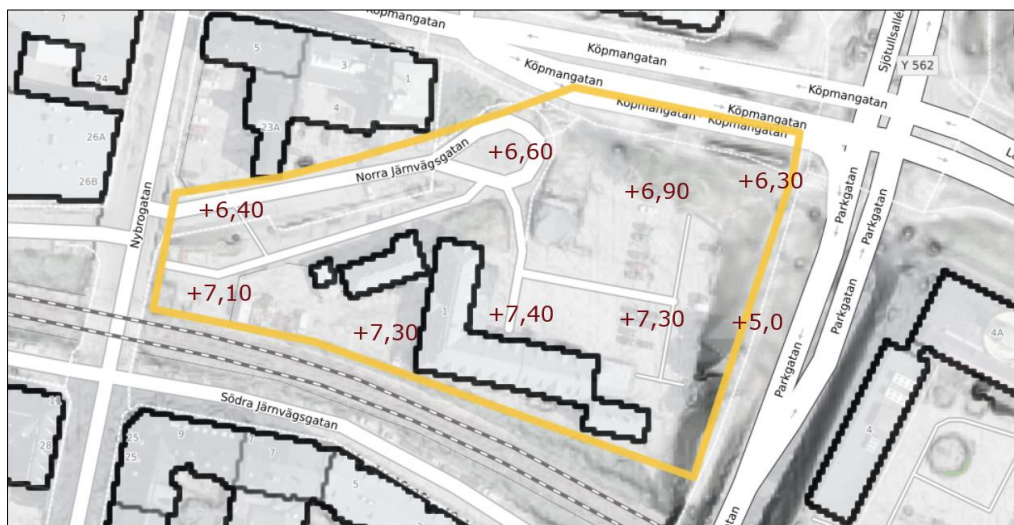 7
24
26A
26B
5
3
1
4
23A
Köpmangatan
Köpmangatan
Köpmangatan
Köpmangatan
Köpmangatan
Köpmangatan
Köpmangatan
Sjötullsallé
Y 562
Norra Järnvägsgatan
Nybrogatan
+6,60
+6,90
+6,30
+6,40
+7,10
+7,30
+7,40
+7,30
+5,0
1
Parkgatan
Parkgatan
Parkgatan
Parkgatan
4A
4
Södra Järnvägsgatan
28
25
25
9
7
5